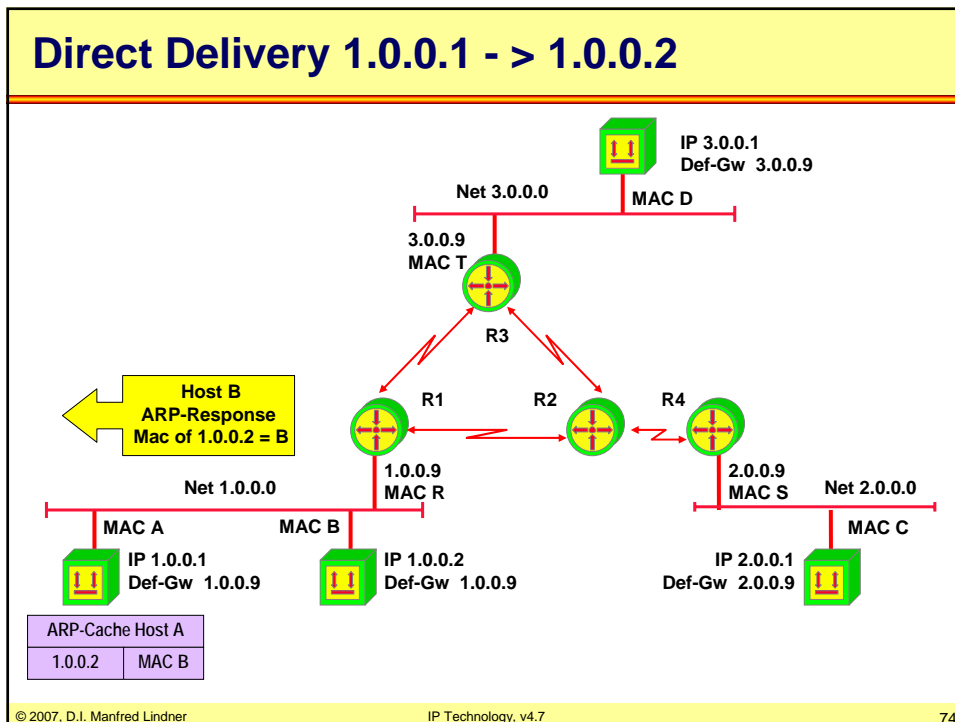 Direct Delivery 1.0.0.1 - > 1.0.0.2
IP 3.0.0.1
Def-Gw 3.0.0.9
Net 3.0.0.0
MAC D
3.0.0.9
MAC T
R3
Host B
ARP-Response
Mac of 1.0.0.2 = B
R1
R2
R4
1.0.0.9
MAC R
2.0.0.9
MAC S
Net 1.0.0.0
Net 2.0.0.0
MAC A
MAC B
MAC C
IP 1.0.0.1
Def-Gw 1.0.0.9
IP 1.0.0.2
Def-Gw 1.0.0.9
IP 2.0.0.1
Def-Gw 2.0.0.9
ARP-Cache Host A
1.0.0.2 MAC B
© 2007, D.I. Manfred Lindner
IP Technology, v4.7
74